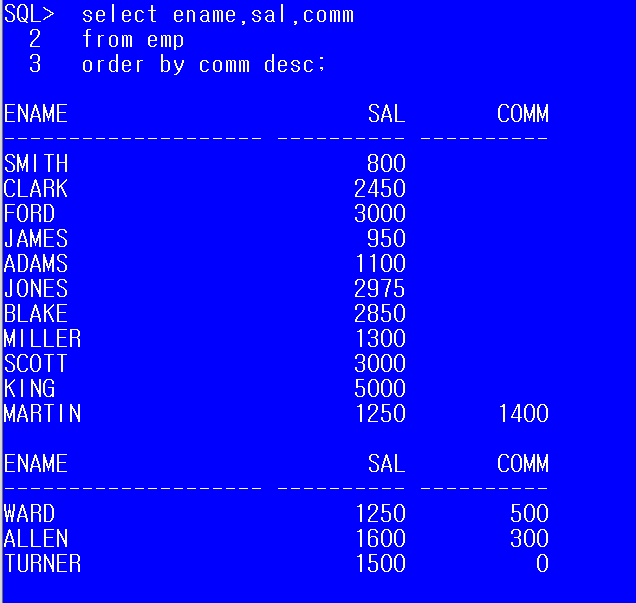 SQL>  select ename,sal,comm
  2   from emp
  3   order by comm desc;
ENAME                       SAL       COMM
-------------------- ---------- ----------
SMITH                       800
CLARK                      2450
FORD                       3000
JAMES                       950
ADAMS                      1100
JONES                      2975
BLAKE                      2850
MILLER                     1300
SCOTT                      3000
KING                       5000
MARTIN                     1250       1400
ENAME                       SAL       COMM
-------------------- ---------- ----------
WARD                       1250        500
ALLEN                      1600        300
TURNER                     1500          0